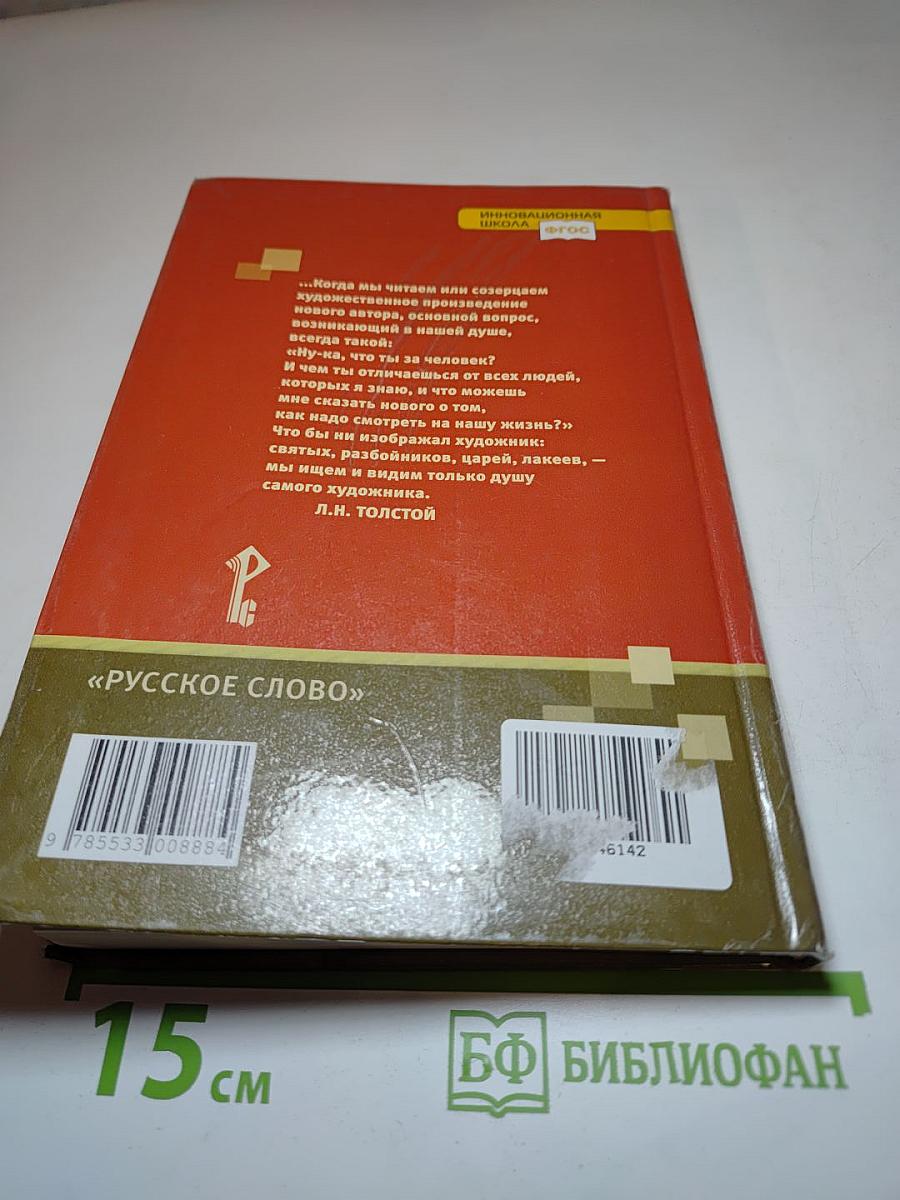 ИННОВАЦИОННАЯ
ШКОЛА ФГОС
...Когда мы читаем или созерцаем
художественное произведение
нового автора, основной вопрос,
возникающий в нашей душе,
всегда такой:
«Ну-ка, что ты за человек?
И чем ты отличаешься от всех людей,
которых я знаю, и что можешь
мне сказать нового о том,
как надо смотреть на нашу жизнь?»
Что бы ни изображал художник:
святых, разбойников, царей, лакеев, —
мы ищем и видим только душу
самого художника.
Л.Н. ТОЛСТОЙ
Рс
«РУССКОЕ СЛОВО»
9 785533 008884
6142
15 см
БФ БИБЛИОФАН